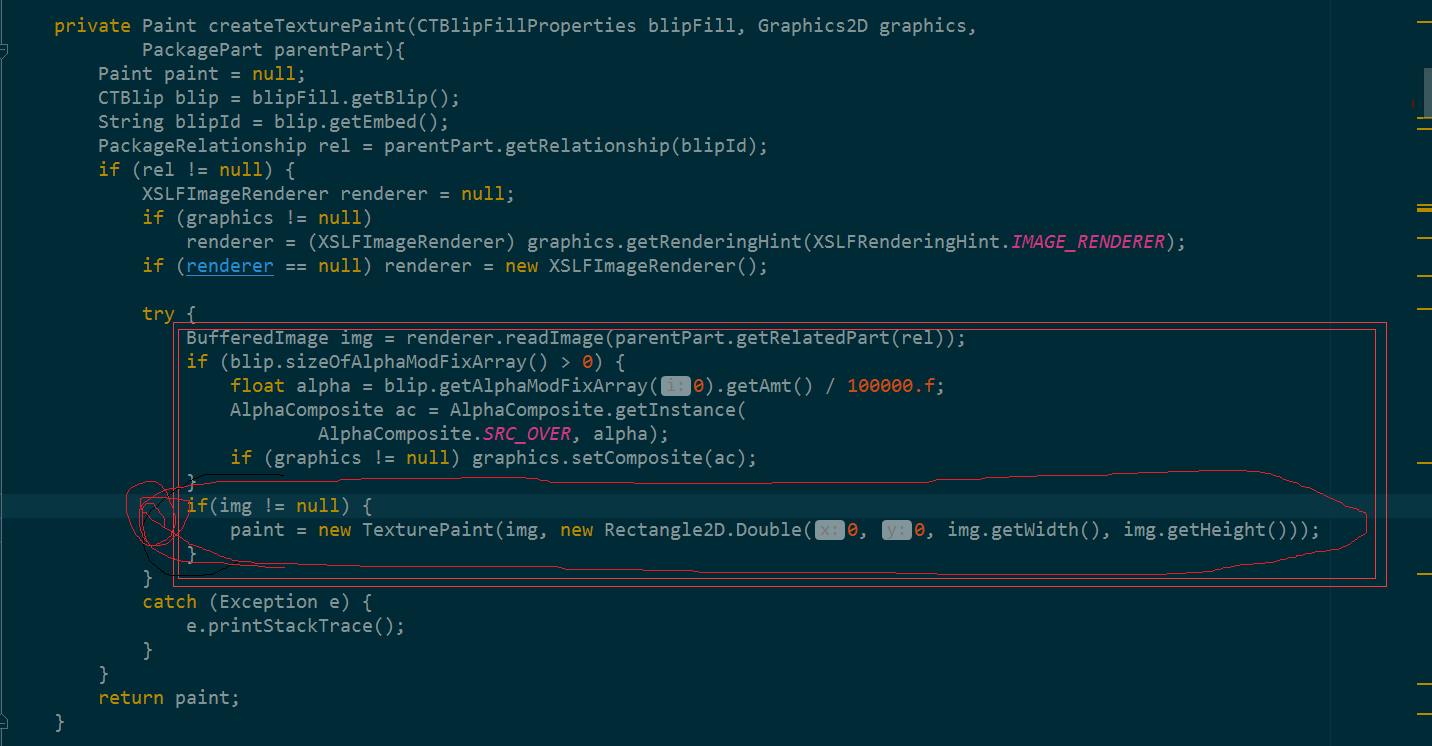 private Paint createTexturePaint(CTBlipFillProperties blipFill, Graphics2D graphics,
PackagePart parentPart){
Paint paint = null;
CTBlip blip = blipFill.getBlip();
String blipId = blip.getEmbed();
PackageRelationship rel = parentPart.getRelationship(blipId);
if (rel != null) {
XSLFImageRenderer renderer = null;
if (graphics != null)
renderer = (XSLFImageRenderer) graphics.getRenderingHint(XSLFRenderingHint.IMAGE_RENDERER);
if (renderer == null) renderer = new XSLFImageRenderer();
try {
BufferedImage img = renderer.readImage(parentPart.getRelatedPart(rel));
if (blip.sizeOfAlphaModFixArray() > 0) {
float alpha = blip.getAlphaModFixArray(i:0).getAmt() / 100000.f;
AlphaComposite ac = AlphaComposite.getInstance(
AlphaComposite.SRC_OVER, alpha);
if (graphics != null) graphics.setComposite(ac);
}
if(img != null) {
paint = new TexturePaint(img, new Rectangle2D.Double(x:0, y:0, img.getWidth(), img.getHeight()));
}
}
catch (Exception e) {
e.printStackTrace();
}
}
return paint;
}